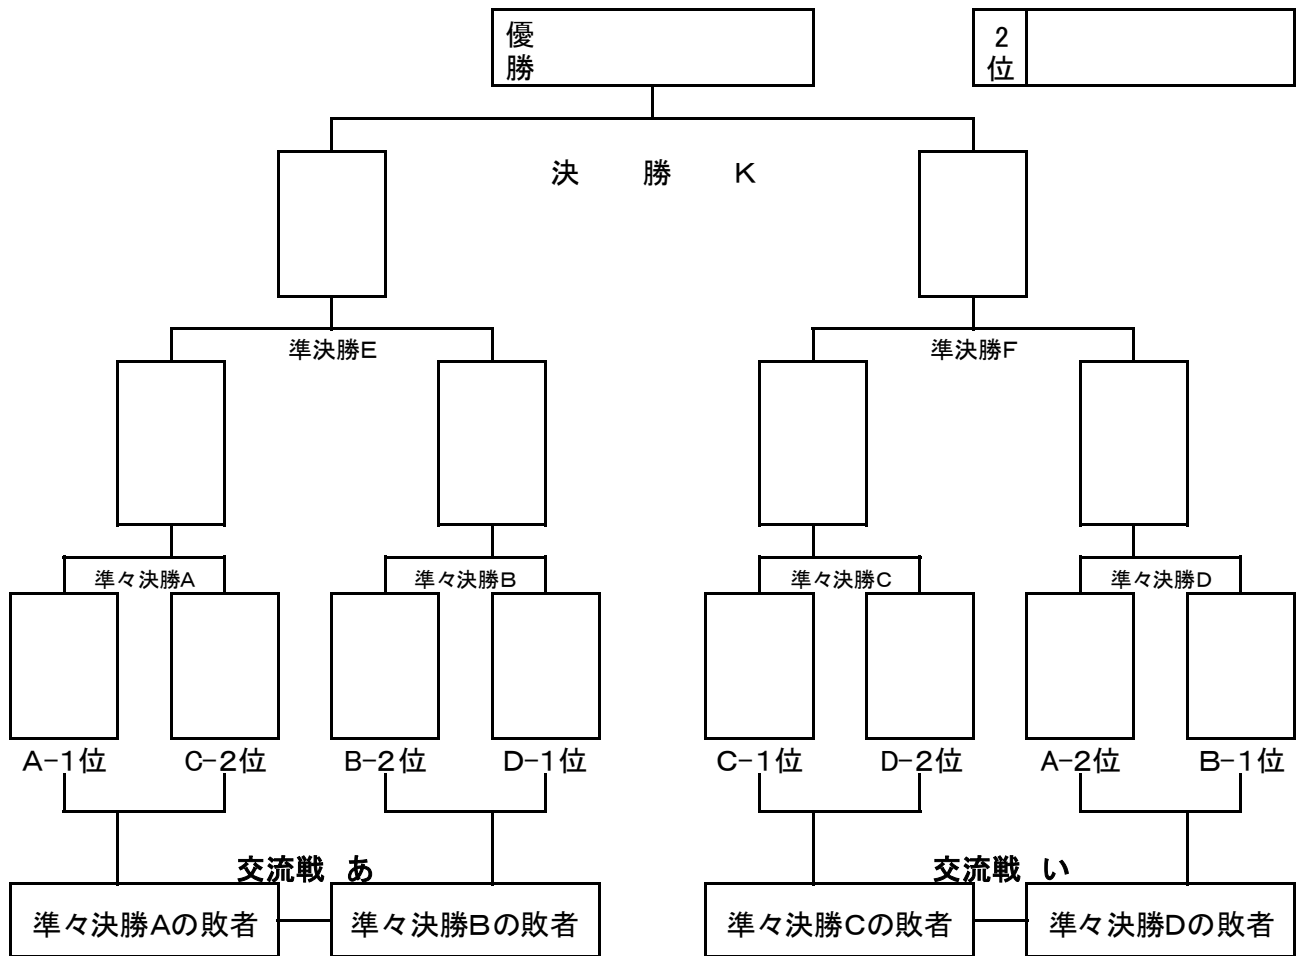 優
勝
2
位
決 勝 K
準決勝E
準決勝F
準々決勝A
準々決勝B
準々決勝C
準々決勝D
A-1位
C-2位
B-2位
D-1位
C-1位
D-2位
A-2位
B-1位
交流戦 あ
交流戦 い
準々決勝Aの敗者
準々決勝Bの敗者
準々決勝Cの敗者
準々決勝Dの敗者